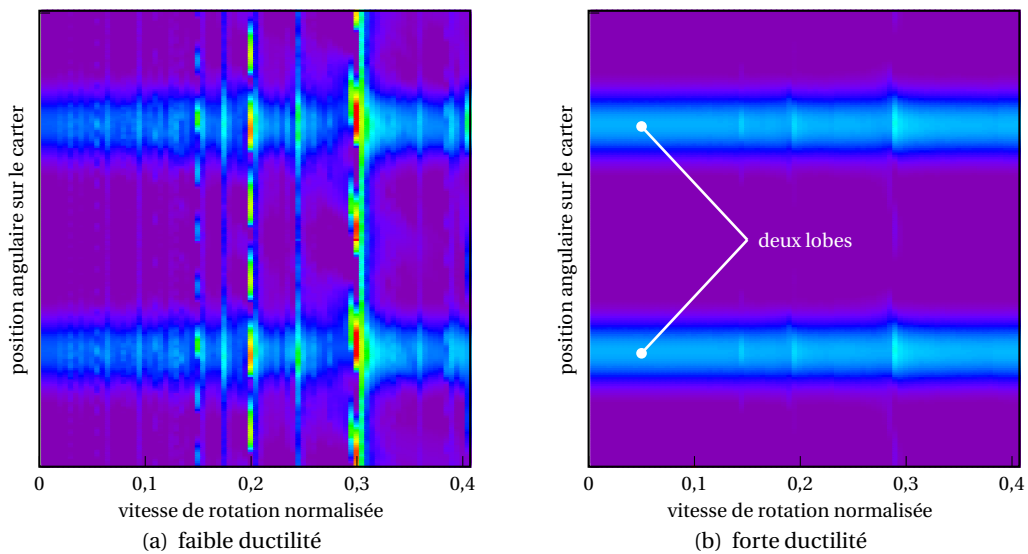 position angulaire sur le carter
0
0,1
0,2
0,3
0,4
vitesse de rotation normalisée
(a) faible ductilité
position angulaire sur le carter
deux lobes
0
0,1
0,2
0,3
0,4
vitesse de rotation normalisée
(b) forte ductilité